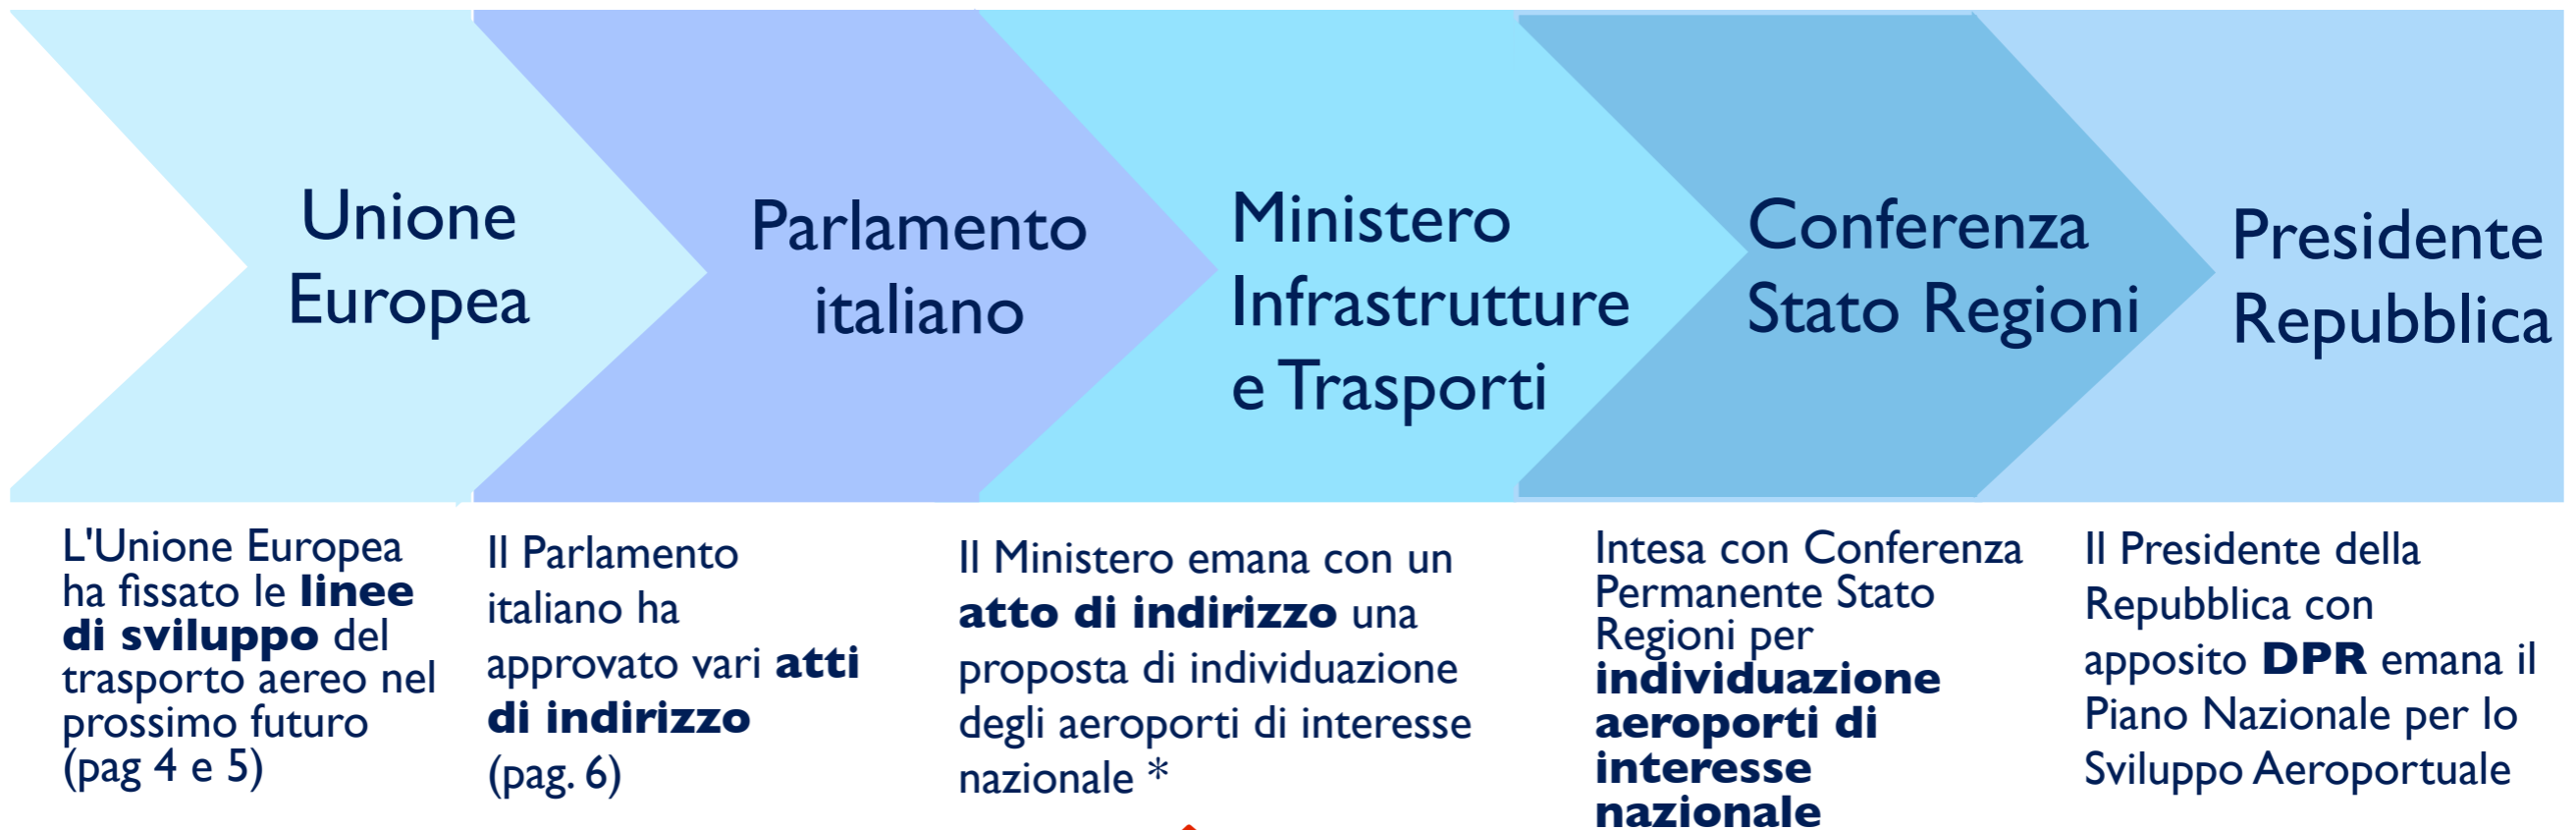 Unione
Europea
Parlamento
italiano
Ministero
Infrastrutture
e Trasporti
Conferenza
Stato Regioni
Presidente
Repubblica
L'Unione Europea
ha fissato le linee
di sviluppo del
trasporto aereo nel
prossimo futuro
(pag 4 e 5)
Il Parlamento
italiano ha
approvato vari atti
di indirizzo
(pag. 6)
Il Ministero emana con un
atto di indirizzo una
proposta di individuazione
degli aeroporti di interesse
nazionale *
Intesa con Conferenza
Permanente Stato
Regioni per
individuazione
aeroporti di
interesse
nazionale
Il Presidente della
Repubblica con
apposito DPR emana il
Piano Nazionale per lo
Sviluppo Aeroportuale